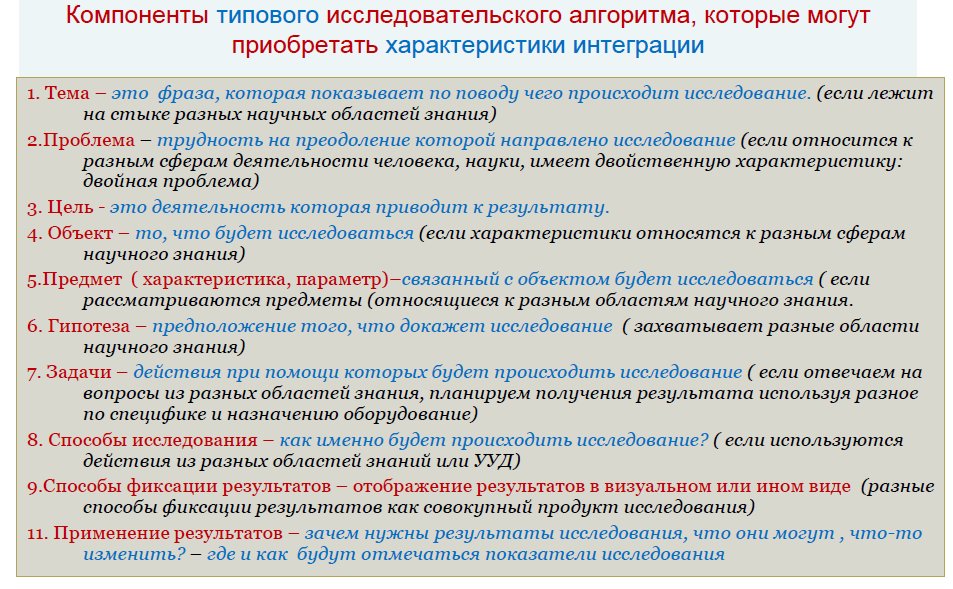 Компоненты типового исследовательского алгоритма, которые могут
приобретать характеристики интеграции
1. Тема – это фраза, которая показывает по поводу чего происходит исследование. (если лежит
на стыке разных научных областей знания)
2.Проблема – трудность на преодоление которой направлено исследование (если относится к
разным сферам деятельности человека, науки, имеет двойственную характеристику:
двойная проблема)
3. Цель - это деятельность которая приводит к результату.
4. Объект – то, что будет исследоваться (если характеристики относятся к разным сферам
научного знания)
5.Предмет ( характеристика, параметр)–связанный с объектом будет исследоваться ( если
рассматриваются предметы (относящиеся к разным областям научного знания.
6. Гипотеза – предположение того, что докажет исследование ( захватывает разные области
научного знания)
7. Задачи – действия при помощи которых будет происходить исследование ( если отвечаем на
вопросы из разных областей знания, планируем получения результата используя разное
по специфике и назначению оборудование)
8. Способы исследования – как именно будет происходить исследование? ( если используются
действия из разных областей знаний или УУД)
9.Способы фиксации результатов – отображение результатов в визуальном или ином виде (разные
способы фиксации результатов как совокупный продукт исследования)
11. Применение результатов – зачем нужны результаты исследования, что они могут , что-то
изменить? – где и как будут отмечаться показатели исследования